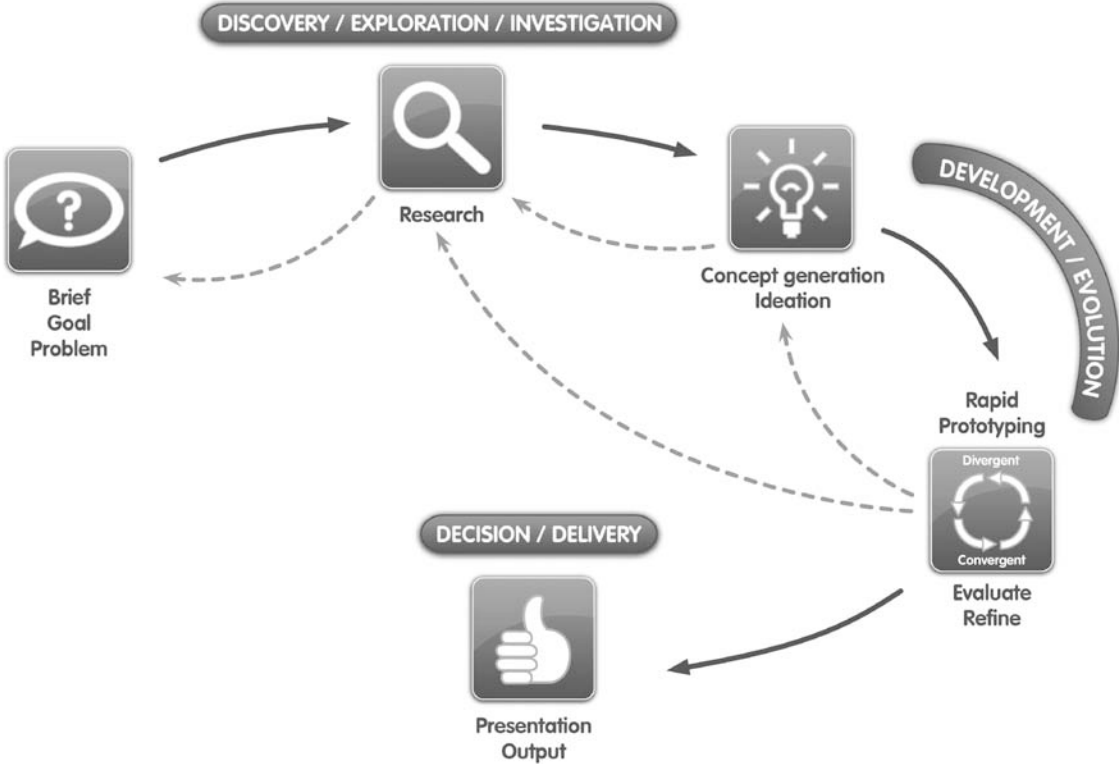 DISCOVERY / EXPLORATION / INVESTIGATION
?
Brief
Goal
Problem
Research
Concept generation
Ideation
DEVELOPMENT / EVOLUTION
Rapid
Prototyping
Divergent
Convergent
Evaluate
Refine
DECISION / DELIVERY
Presentation
Output